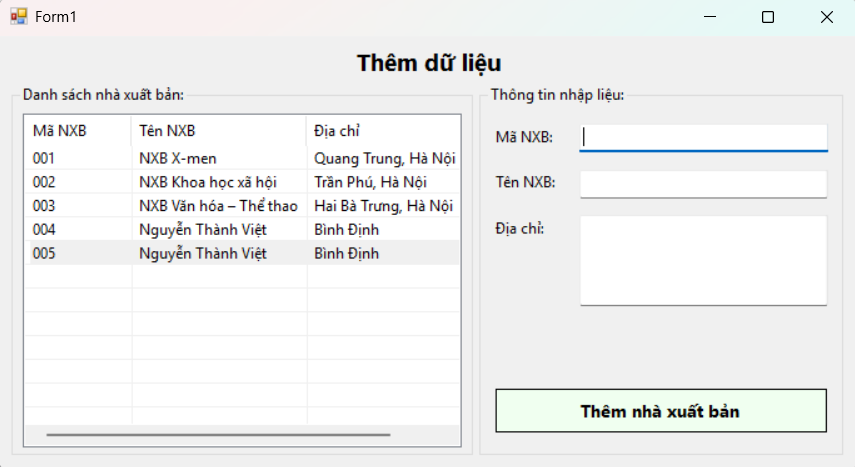 Form1
Thêm dữ liệu
Danh sách nhà xuất bản:
Mã NXB Tên NXB Địa chỉ
001 NXB X-men Quang Trung, Hà Nội
002 NXB Khoa học xã hội Trần Phú, Hà Nội
003 NXB Văn hóa – Thể thao Hai Bà Trưng, Hà Nội
004 Nguyễn Thành Việt Bình Định
005 Nguyễn Thành Việt Bình Định
Thông tin nhập liệu:
Mã NXB:
Tên NXB:
Địa chỉ:
Thêm nhà xuất bản